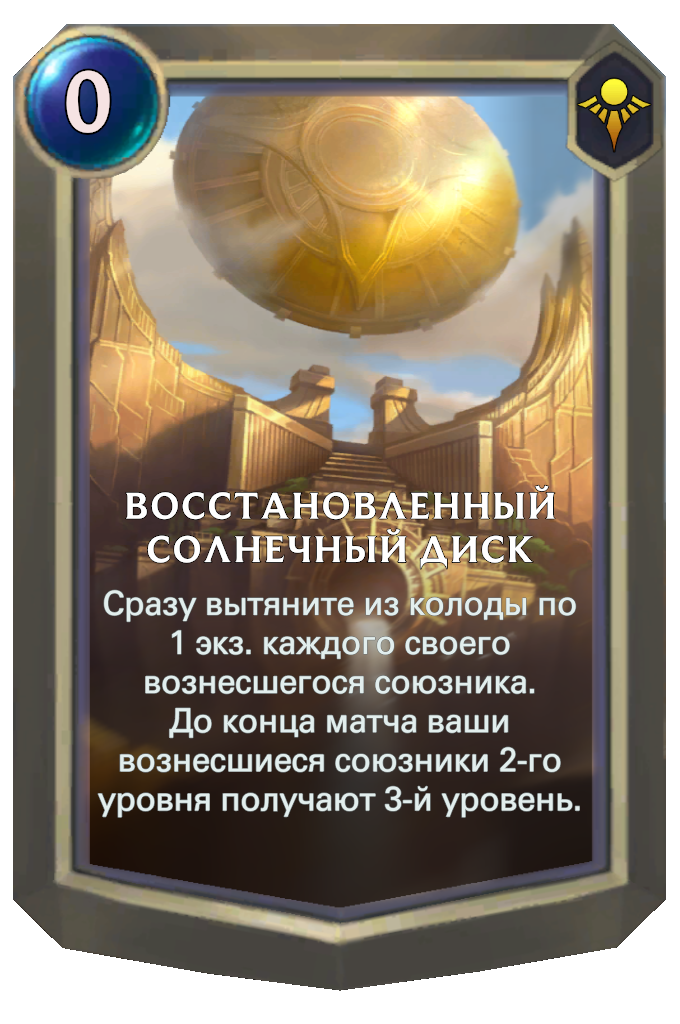 0
ВОССТАНОВЛЕННЫЙ
СОЛНЕЧНЫЙ ДИСК
Сразу вытяните из колоды по
1 экз. каждого своего
вознесшегося союзника.
До конца матча ваши
вознесшиеся союзники 2-го
уровня получают 3-й уровень.